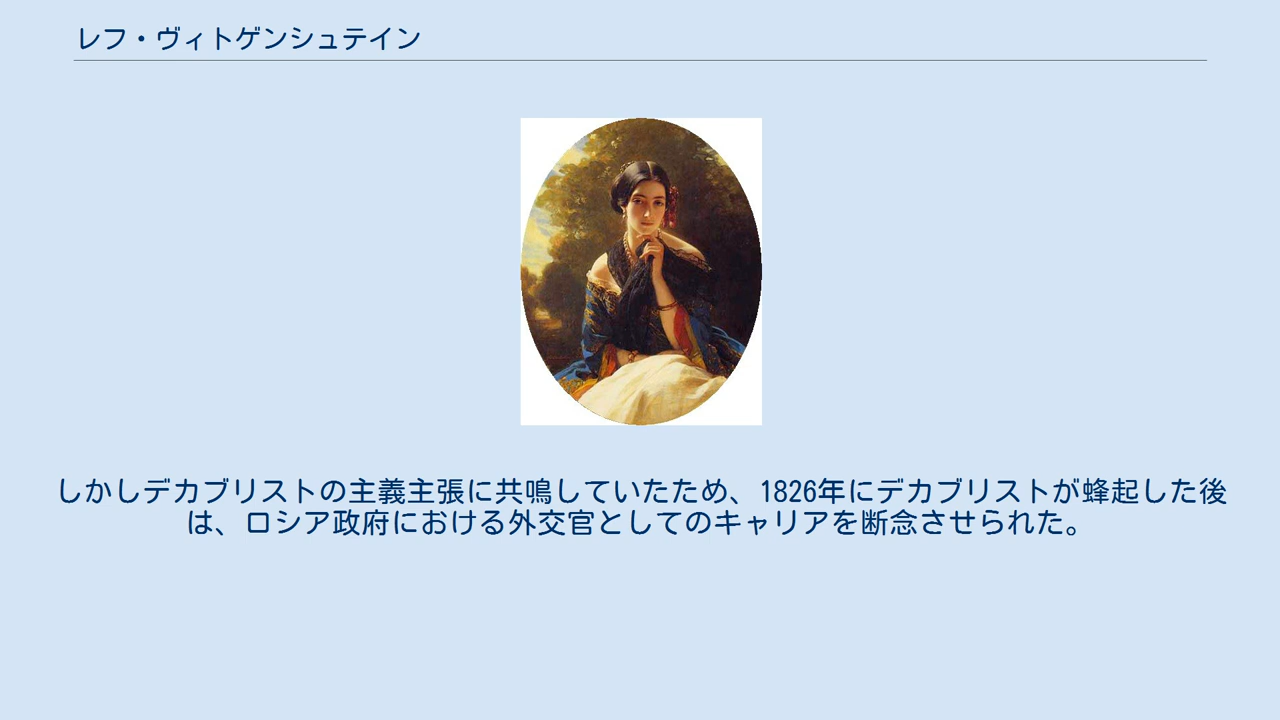 レフ・ヴィトゲンシュテイン
しかしデカブリストの主義主張に共鳴していたため、1826年にデカブリストが蜂起した後
は、ロシア政府における外交官としてのキャリアを断念させられた。